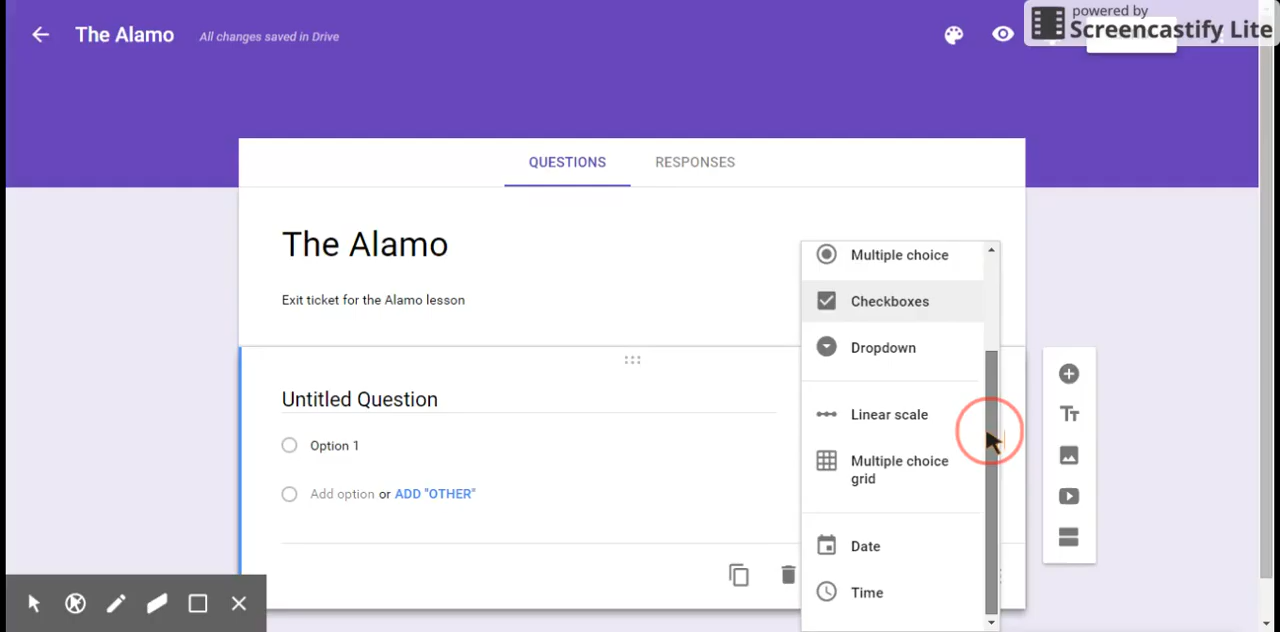 The Alamo
All changes saved in Drive
powered by
Screencastify Lite
QUESTIONS
RESPONSES
The Alamo
Exit ticket for the Alamo lesson
Multiple choice
Checkboxes
Dropdown
Linear scale
Multiple choice
grid
Date
Time
Untitled Question
Option 1
Add option or ADD "OTHER"
Tт